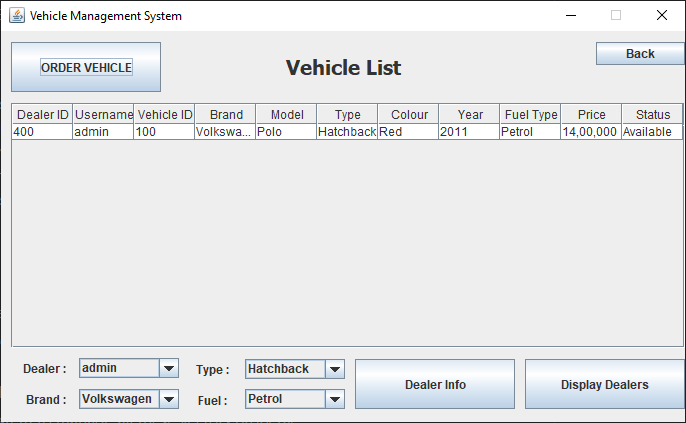 Vehicle Management System
ORDER VEHICLE
Vehicle List
Back
Dealer ID Username Vehicle ID Brand Model Type Colour Year Fuel Type Price Status
400 admin 100 Volkswa... Polo Hatchback Red 2011 Petrol 14,00,000 Available
Dealer : admin Type : Hatchback
Dealer Info Display Dealers
Brand : Volkswagen Fuel : Petrol